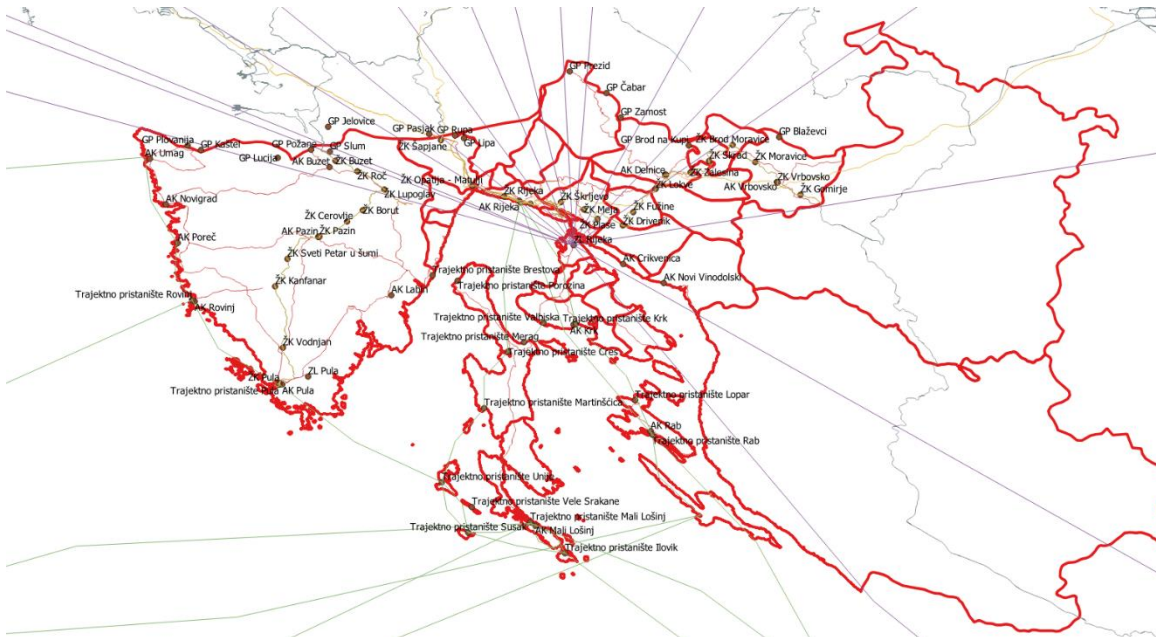 GP Prezid
GP Čabar
GP Zamost
GP Jelovice
GP Pasjak
GP Rupa
GP Lipa
GP Plovanija
GP Kaštel
GP Požane
GP Slum
ŽK Šapjane
GP Brod na Kupi
ŽK Brod Moravice
GP Blaževci
AK Umag
GP Lucija
AK Buzet
ŽK Buzet
ŽK Roč
ŽK Skrad
ŽK Moravice
AK Delnice
ŽK Zalesina
ŽK Vrbovsko
ŽK Opatija - Matulji
ŽK Lupoglav
ŽK Rijeka
AK Rijeka
ŽK Škrljevo
ŽK Lokve
AK Vrbovsko
ŽK Gomirje
AK Novigrad
ŽK Borut
ŽK Cerovlje
ŽK Meja
ŽK Fužine
ŽK Plase
ŽK Drivenik
AK Pazin
ŽK Pazin
AK Poreč
ZL Rijeka
ŽK Sveti Petar u šumi
AK Crikvenica
Trajektno pristanište Brestova
Trajektno pristanište Porozina
AK Novi Vinodolski
ŽK Kanfanar
Trajektno pristanište Rovinj
AK Rovinj
AK Labin
Trajektno pristanište Valbiska
Trajektno pristanište Krk
AK Krk
Trajektno pristanište Merag
ŽK Vodnjan
Trajektno pristanište Cres
ZL Pula
ŽK Pula
Trajektno pristanište Pula
AK Pula
Trajektno pristanište Martinšćica
Trajektno pristanište Lopar
AK Rab
Trajektno pristanište Rab
Trajektno pristanište Unije
Trajektno pristanište Vele Srakane
Trajektno pristanište Mali Lošinj
Trajektno pristanište Susak
AK Mali Lošinj
Trajektno pristanište Ilovik